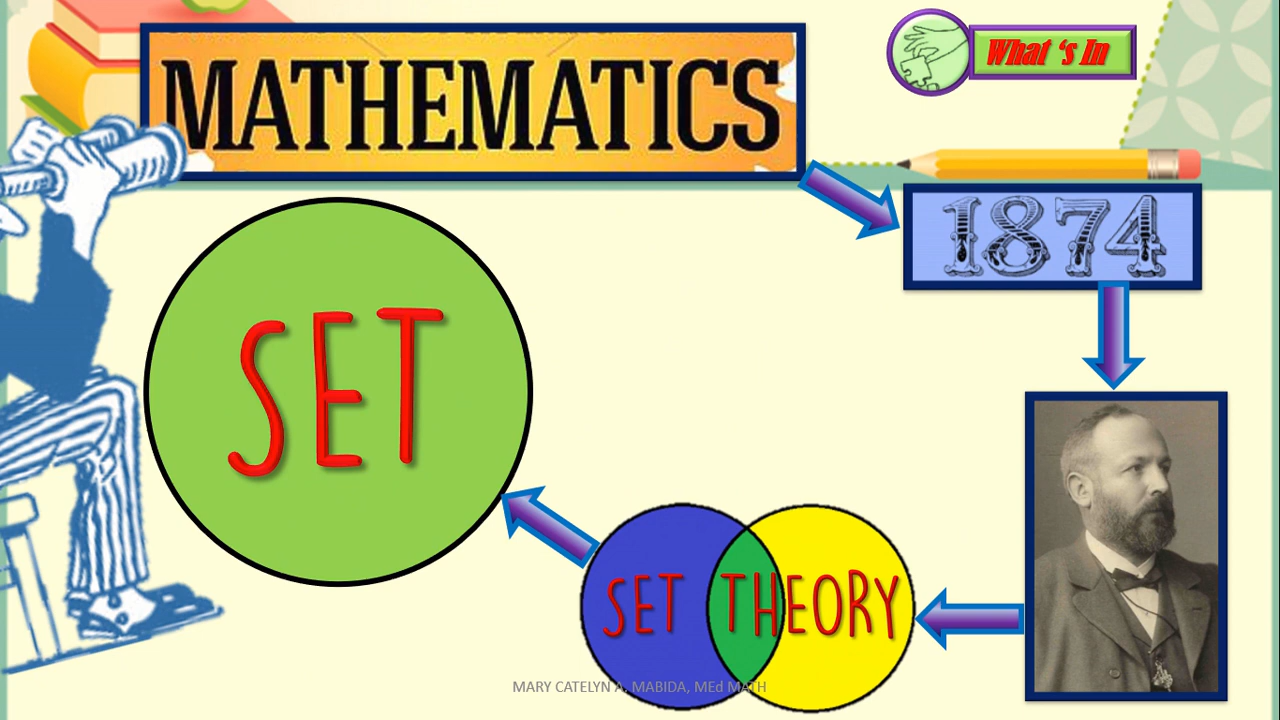 MATHEMATICS
What 's In
1874
SET
SET THEORY
MARY CATELYN A. MABIDA, MEd MATH